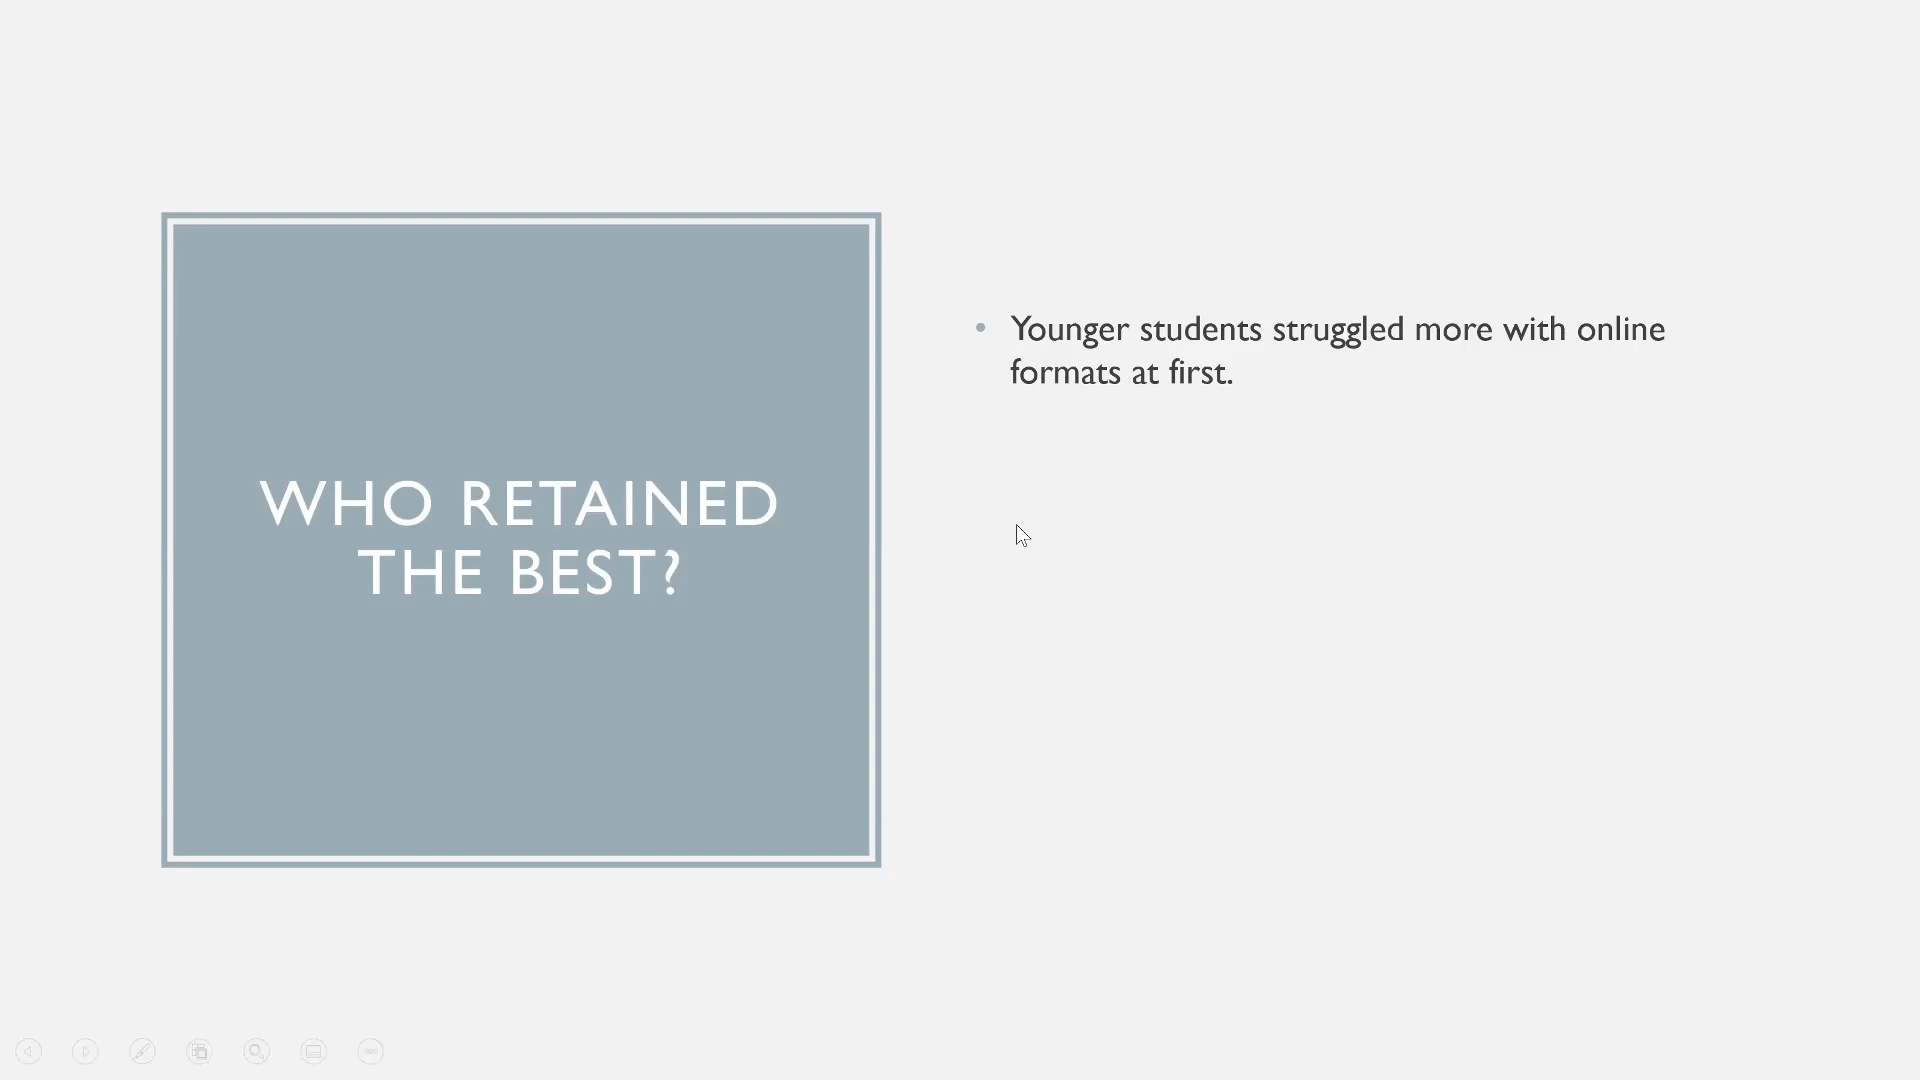 WHO RETAINED
THE BEST?
• Younger students struggled more with online
formats at first.